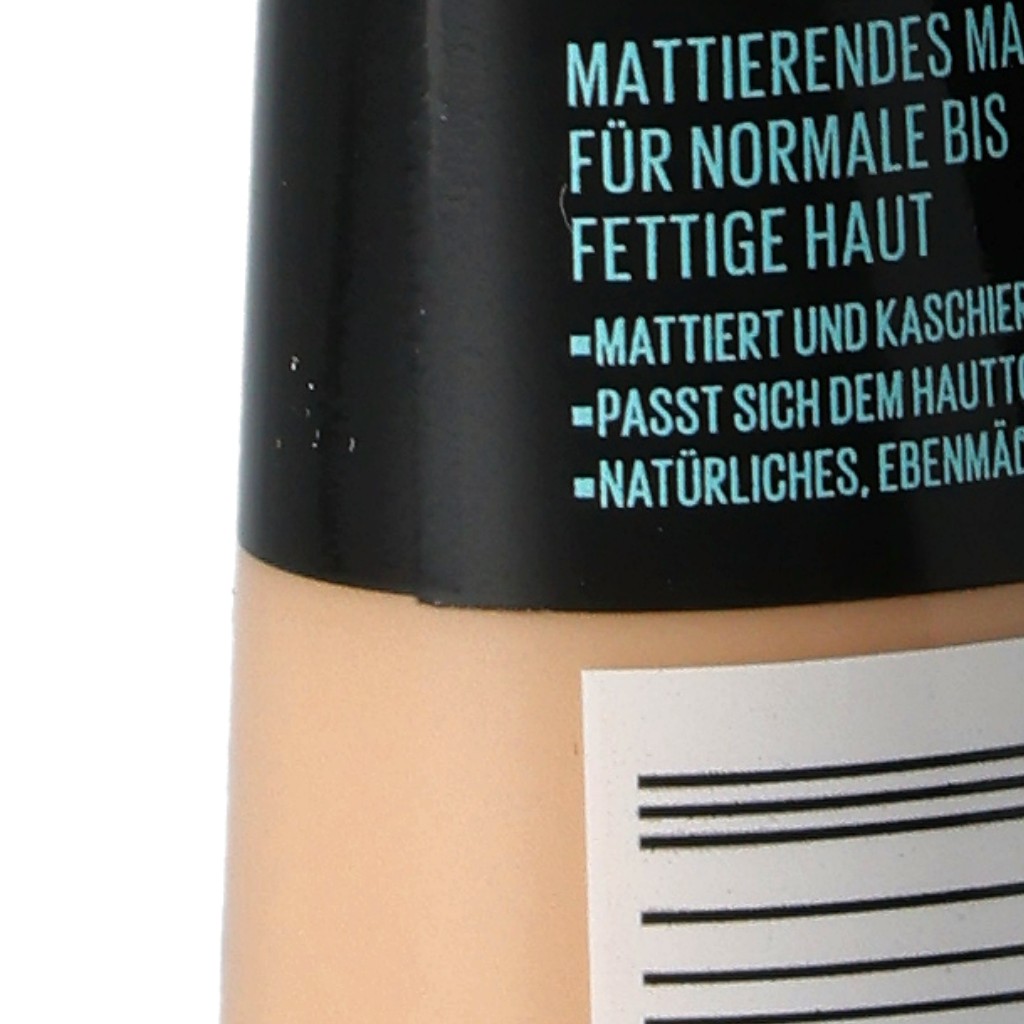 MATTIERENDES MA
FÜR NORMALE BIS
FETTIGE HAUT
▪MATTIERT UND KASCHIER
▪PASST SICH DEM HAUTTO
▪NATÜRLICHES, EBENMÄ